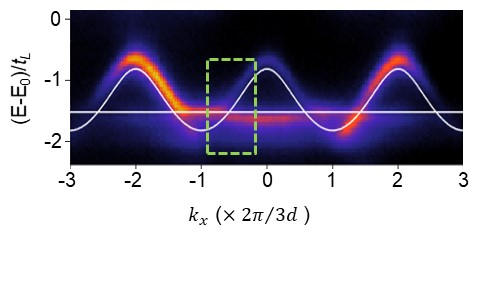 0
-1
-2
(E-E₀)/t_L
-3 -2 -1 0 1 2 3
k_x (× 2π/3d )